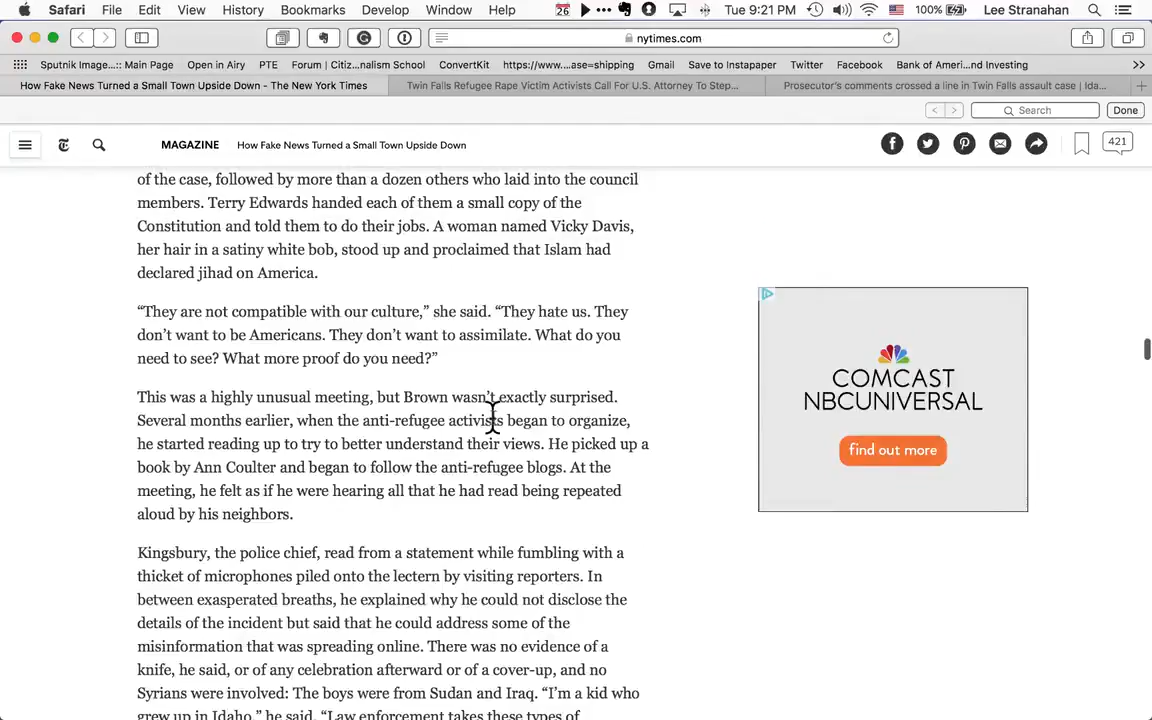 Safari File Edit View History Bookmarks Develop Window Help 26 Tue 9:21 PM 100% Lee Stranahan
nytimes.com
Sputnik Image...:: Main Page Open in Airy PTE Forum | Citiz...nalism School ConvertKit https://www....ase=shipping Gmail Save to Instapaper Twitter Facebook Bank of Ameri...nd Investing >>
How Fake News Turned a Small Town Upside Down - The New York Times Twin Falls Refugee Rape Victim Activists Call For U.S. Attorney To Step... Prosecutor's comments crossed a line in Twin Falls assault case | Ida... +
Search Done
MAGAZINE How Fake News Turned a Small Town Upside Down 421
of the case, followed by more than a dozen others who laid into the council
members. Terry Edwards handed each of them a small copy of the
Constitution and told them to do their jobs. A woman named Vicky Davis,
her hair in a satiny white bob, stood up and proclaimed that Islam had
declared jihad on America.
“They are not compatible with our culture,” she said. “They hate us. They
don’t want to be Americans. They don’t want to assimilate. What do you
need to see? What more proof do you need?”
This was a highly unusual meeting, but Brown wasn’t exactly surprised.
Several months earlier, when the anti-refugee activists began to organize,
he started reading up to try to better understand their views. He picked up a
book by Ann Coulter and began to follow the anti-refugee blogs. At the
meeting, he felt as if he were hearing all that he had read being repeated
aloud by his neighbors.
Kingsbury, the police chief, read from a statement while fumbling with a
thicket of microphones piled onto the lectern by visiting reporters. In
between exasperated breaths, he explained why he could not disclose the
details of the incident but said that he could address some of the
misinformation that was spreading online. There was no evidence of a
knife, he said, or of any celebration afterward or of a cover-up, and no
Syrians were involved: The boys were from Sudan and Iraq. “I’m a kid who
grew up in Idaho,” he said. “Law enforcement takes these types of
COMCAST
NBCUNIVERSAL
find out more